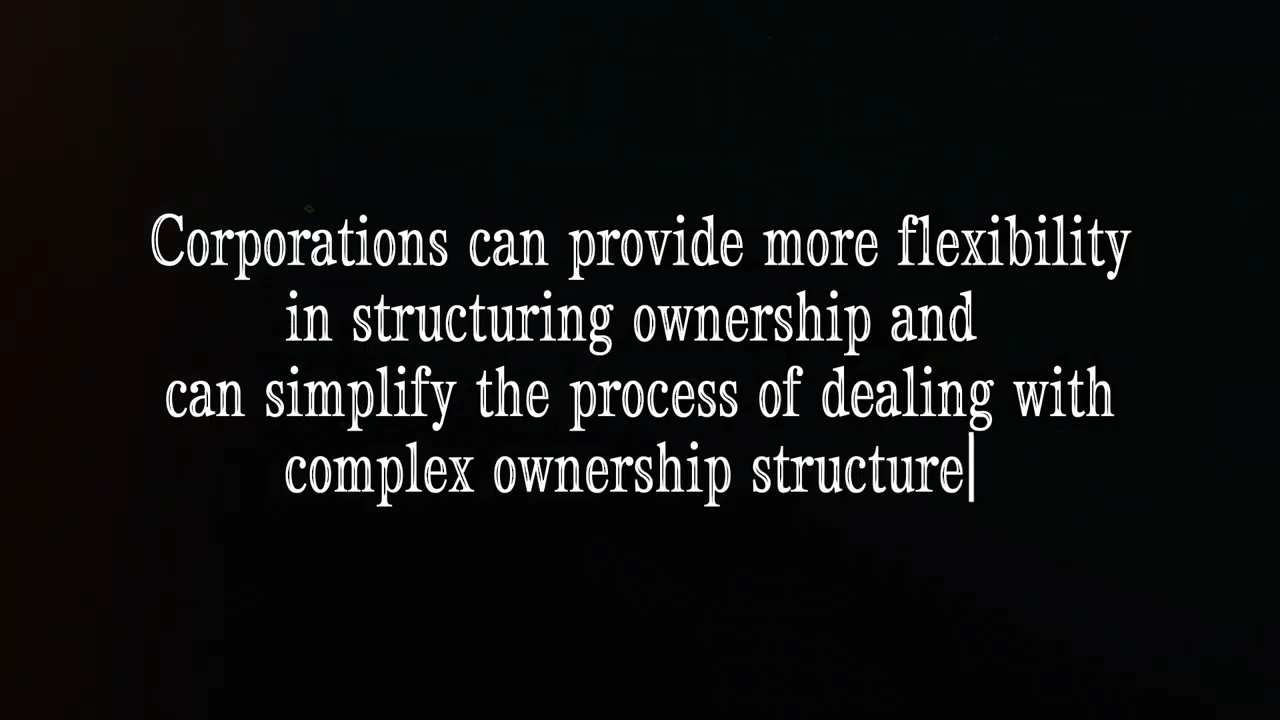 Corporations can provide more flexibility
in structuring ownership and
can simplify the process of dealing with
complex ownership structure